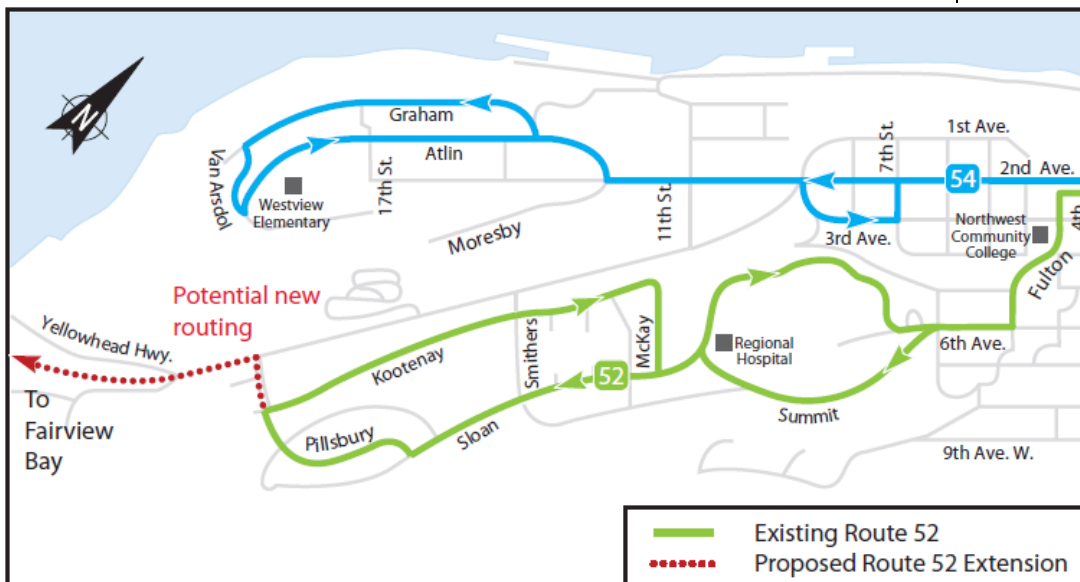 N
Graham
Atlin
Van Arsdol
17th St.
Westview
Elementary
Moresby
11th St.
7th St.
1st Ave.
54
2nd Ave.
3rd Ave.
Northwest
Community
College
4th
Fulton
Potential new
routing
Yellowhead Hwy.
To
Fairview
Bay
Kootenay
Smithers
McKay
52
Regional
Hospital
6th Ave.
Pillsbury
Sloan
Summit
9th Ave. W.
Existing Route 52
Proposed Route 52 Extension